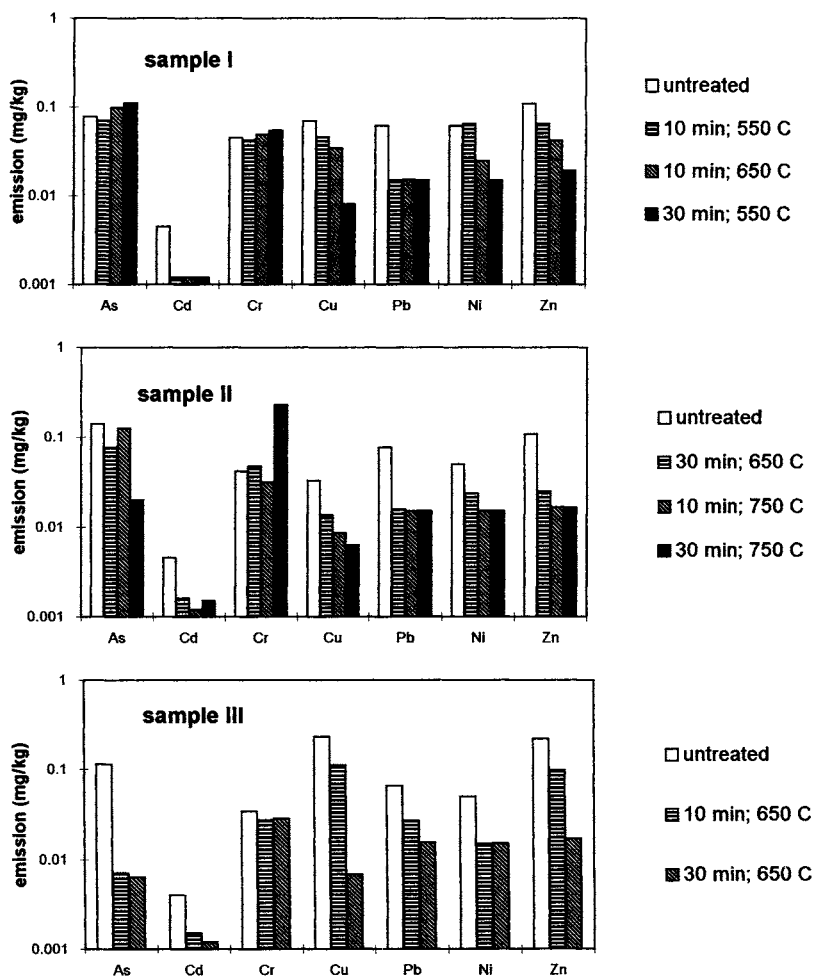 sample I
emission (mg/kg)
1
0.1
0.01
0.001
As Cd Cr Cu Pb Ni Zn
untreated
10 min; 550 C
10 min; 650 C
30 min; 550 C
sample II
emission (mg/kg)
1
0.1
0.01
0.001
As Cd Cr Cu Pb Ni Zn
untreated
30 min; 650 C
10 min; 750 C
30 min; 750 C
sample III
emission (mg/kg)
1
0.1
0.01
0.001
As Cd Cr Cu Pb Ni Zn
untreated
10 min; 650 C
30 min; 650 C